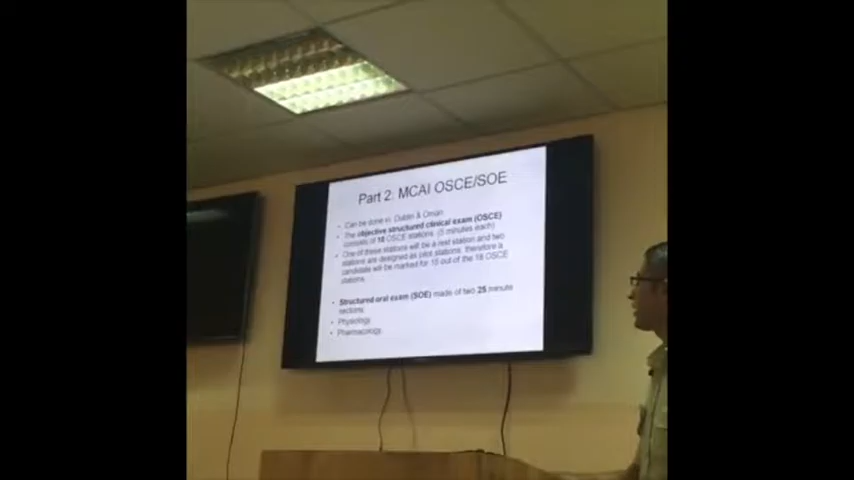 Part 2: MCAI OSCE/SOE
• Can be done in: Dublin & Oman.
• The objective structured clinical exam (OSCE)
consists of 18 OSCE stations. (5 minutes each)
• One of these stations will be a rest station and two
stations are designed as pilot stations, therefore a
candidate will be marked for 15 out of the 18 OSCE
stations.
• Structured oral exam (SOE) made of two 25 minute
sections:
• Physiology
• Pharmacology.